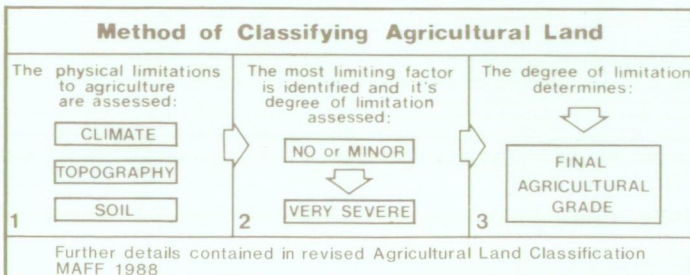 Method of Classifying Agricultural Land
The physical limitations
to agriculture
are assessed:
CLIMATE
TOPOGRAPHY
SOIL
1
The most limiting factor
is identified and it's
degree of limitation
assessed:
NO or MINOR
VERY SEVERE
2
The degree of limitation
determines:
FINAL
AGRICULTURAL
GRADE
3
Further details contained in revised Agricultural Land Classification
MAFF 1988